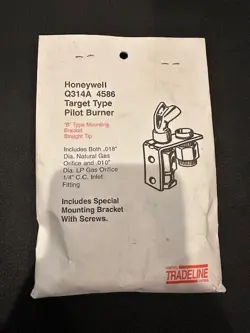 Honeywell
Q314A 4586
Target Type
Pilot Burner
"B" Type Mounting
Bracket
Straight Tip
Includes Both .018"
Dia. Natural Gas
Orifice and .010"
Dia. LP Gas Orifice
1/4" C.C. Inlet
Fitting
Includes Special
Mounting Bracket
With Screws.
TRADELINE